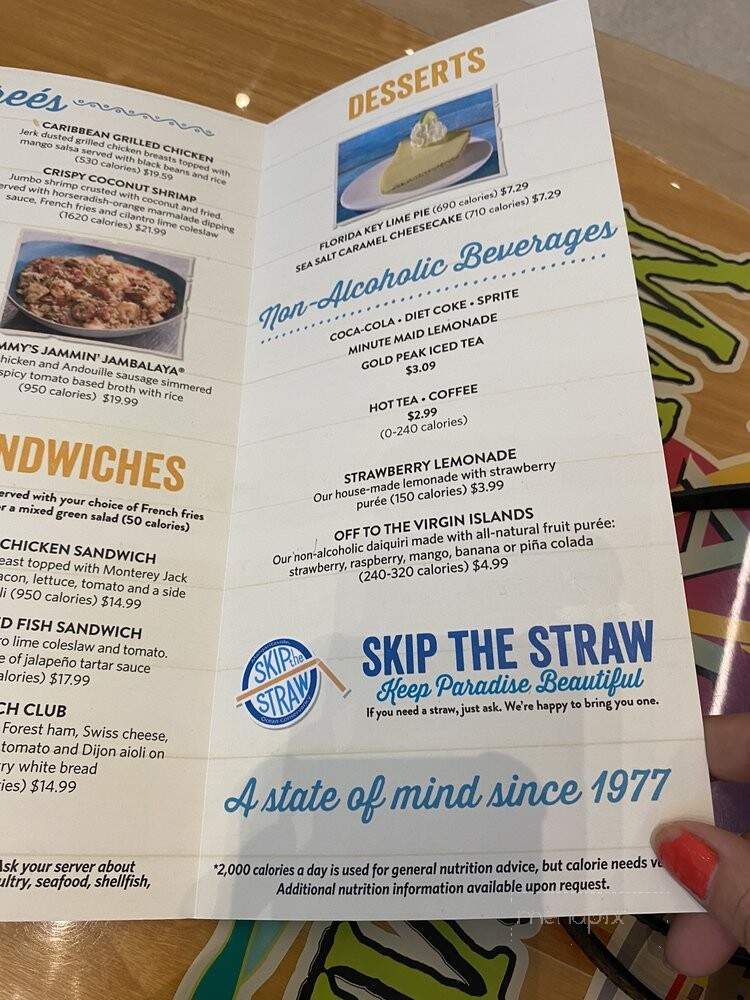 CARIBBEAN GRILLED CHICKEN
Jerk dusted grilled chicken breasts topped with
mango salsa served with black beans and rice
(530 calories) $19.59
CRISPY COCONUT SHRIMP
Jumbo shrimp crusted with coconut and fried.
served with horseradish-orange marmalade dipping
sauce, French fries and cilantro lime coleslaw
(1620 calories) $21.99
JAMMIN' JAMBALAYA®
and Andouille sausage simmered
spicy tomato based broth with rice
(950 calories) $19.99
NDWICHES
erved with your choice of French fries
r a mixed green salad (50 calories)
CHICKEN SANDWICH
east topped with Monterey Jack
acon, lettuce, tomato and a side
li (950 calories) $14.99
D FISH SANDWICH
ro lime coleslaw and tomato.
e of jalapeño tartar sauce
alories) $17.99
CH CLUB
Forest ham, Swiss cheese,
tomato and Dijon aioli on
ry white bread
ies) $14.99
Ask your server about
ultry, seafood, shellfish,
DESSERTS
FLORIDA KEY LIME PIE (690 calories) $7.29
SEA SALT CARAMEL CHEESECAKE (710 calories) $7.29
Non-Alcoholic Beverages
COCA-COLA • DIET COKE • SPRITE
MINUTE MAID LEMONADE
GOLD PEAK ICED TEA
$3.09
HOT TEA • COFFEE
$2.99
(0-240 calories)
STRAWBERRY LEMONADE
Our house-made lemonade with strawberry
purée (150 calories) $3.99
OFF TO THE VIRGIN ISLANDS
Our non-alcoholic daiquiri made with all-natural fruit purée:
strawberry, raspberry, mango, banana or piña colada
(240-320 calories) $4.99
SKIP the
STRAW
SKIP THE STRAW
Keep Paradise Beautiful
If you need a straw, just ask. We're happy to bring you one.
A state of mind since 1977
*2,000 calories a day is used for general nutrition advice, but calorie needs
Additional nutrition information available upon request.
menupix